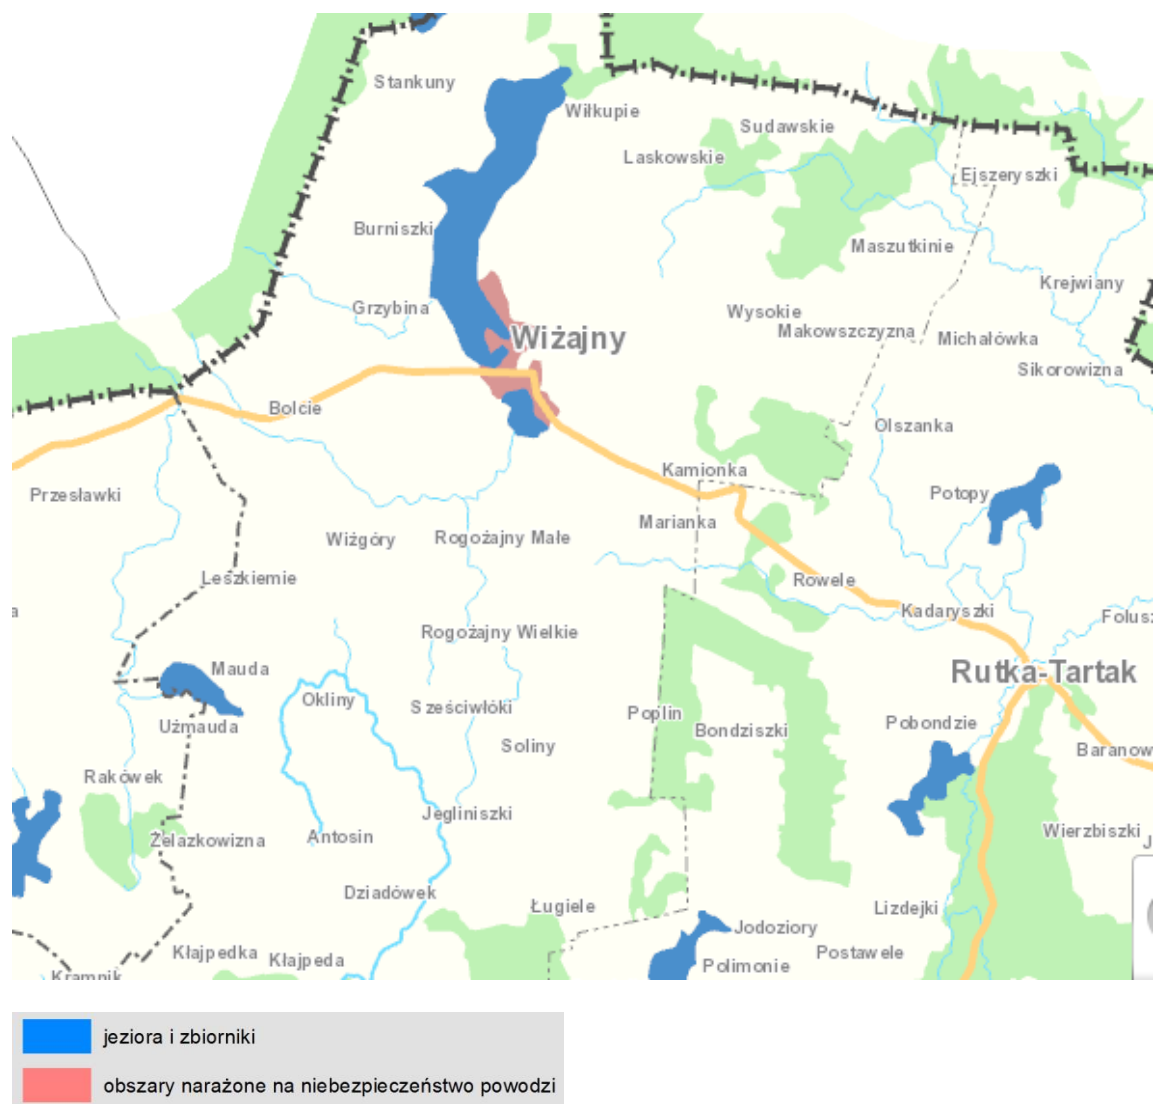 Stankuny
Wiłkupie
Sudawskie
Laskowskie
Ejszeryszki
Burniszki
Maszutkinie
Krejwiany
Grzybina
Wysokie
Wiżajny
Makowszczyzna
Michałówka
Sikorowizna
Bolcie
Olszanka
Kamionka
Przesławki
Potopy
Marianka
Wiżgóry
Rogożajny Małe
Leszkiemie
Rowele
a
Kadaryszki
Folusz
Rogożajny Wielkie
Mauda
Rutka-Tartak
Okliny
Sześciwłóki
Poplin
Użmauda
Pobondzie
Bondziszki
Soliny
Baranow
Rakówek
Jegliniszki
Żelazkowizna
Antosin
Wierzbiszki
J
Dziadówek
Ługiele
Lizdejki
Jodoziory
Kłajpedka
Kłajpeda
Postawele
Polimonie
Kramnik
jeziora i zbiorniki
obszary narażone na niebezpieczeństwo powodzi